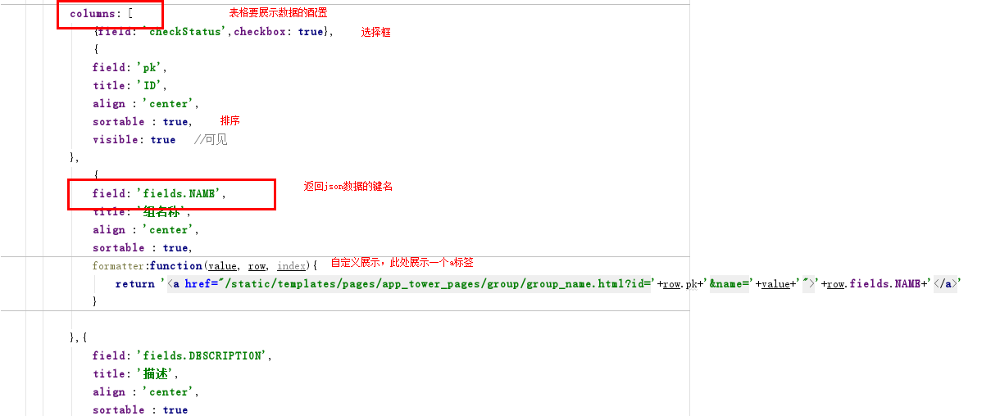 columns: [ 表格要展示数据的配置
{field: 'checkStatus',checkbox: true}, 选择框
{
field: 'pk',
title: 'ID',
align : 'center',
sortable : true, 排序
visible: true //可见
},
{
field: 'fields.NAME', 返回json数据的键名
title: '组名称',
align : 'center',
sortable : true,
formatter:function(value, row, index){ 自定义展示，此处展示一个a标签
return '<a href="/static/templates/pages/app_tower_pages/group/group_name.html?id='+row.pk+'&name='+value+'">'+row.fields.NAME+'</a>'
}
},{
field: 'fields.DESCRIPTION',
title: '描述',
align : 'center',
sortable : true